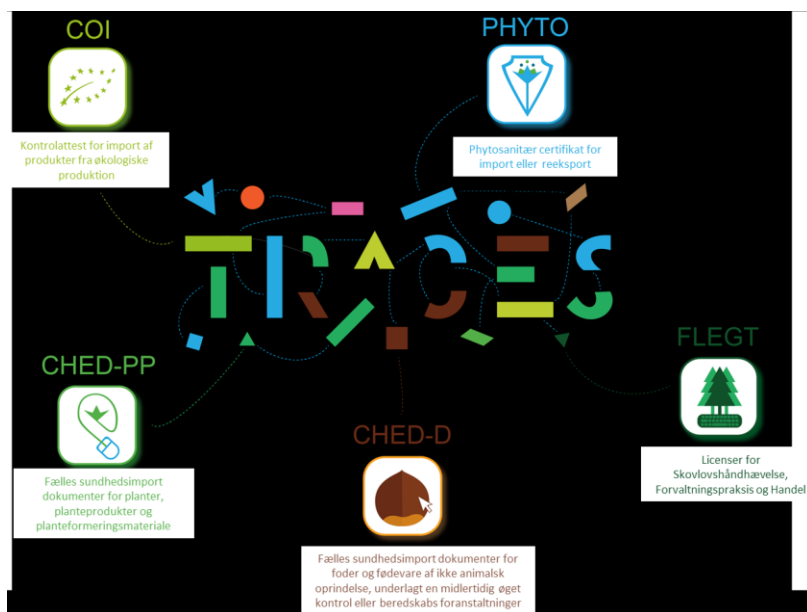 COI
Kontrolattest for import af
produkter fra økologiske
produktion
PHYTO
Phytosanitær certifikat for
import eller reeksport
TRACES
CHED-PP
Fælles sundhedsimport
dokumenter for planter,
planteprodukter og
planteformeringsmateriale
CHED-D
Fælles sundhedsimport dokumenter for
foder og fødevare af ikke animalsk
oprindelse, underlagt en midlertidig øget
kontrol eller beredskabs foranstaltninger
FLEGT
Licenser for
Skovlovshåndhævelse,
Forvaltningspraksis og Handel